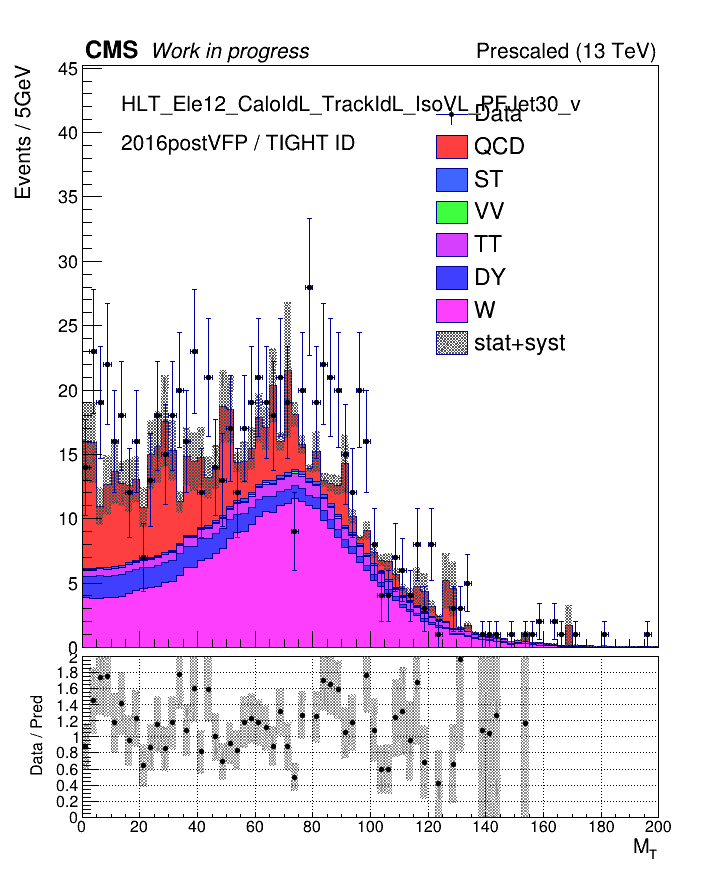 CMS Work in progress Prescaled (13 TeV)
Events / 5GeV
45
40
35
30
25
20
15
10
5
0
HLT_Ele12_CaloIdL_TrackIdL_IsoVL_PFJet30_v
2016postVFP / TIGHT ID
Data
QCD
ST
VV
TT
DY
W
stat+syst
Data / Pred
2
1.8
1.6
1.4
1.2
1
0.8
0.6
0.4
0.2
0
0 20 40 60 80 100 120 140 160 180 200
M_T